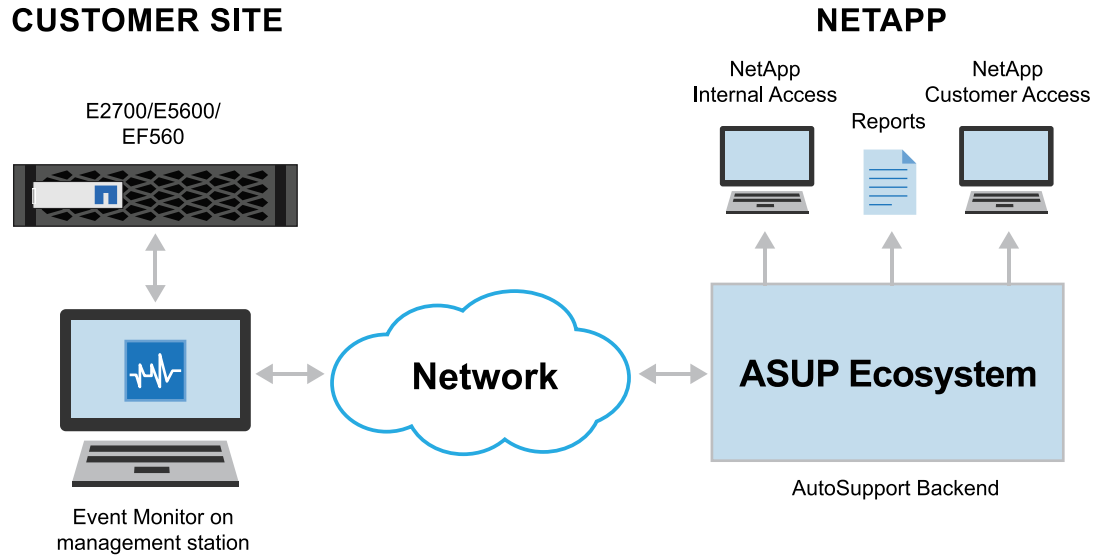 CUSTOMER SITE
NETAPP
E2700/E5600/
EF560
NetApp
Internal Access
Reports
NetApp
Customer Access
Network
ASUP Ecosystem
AutoSupport Backend
Event Monitor on
management station